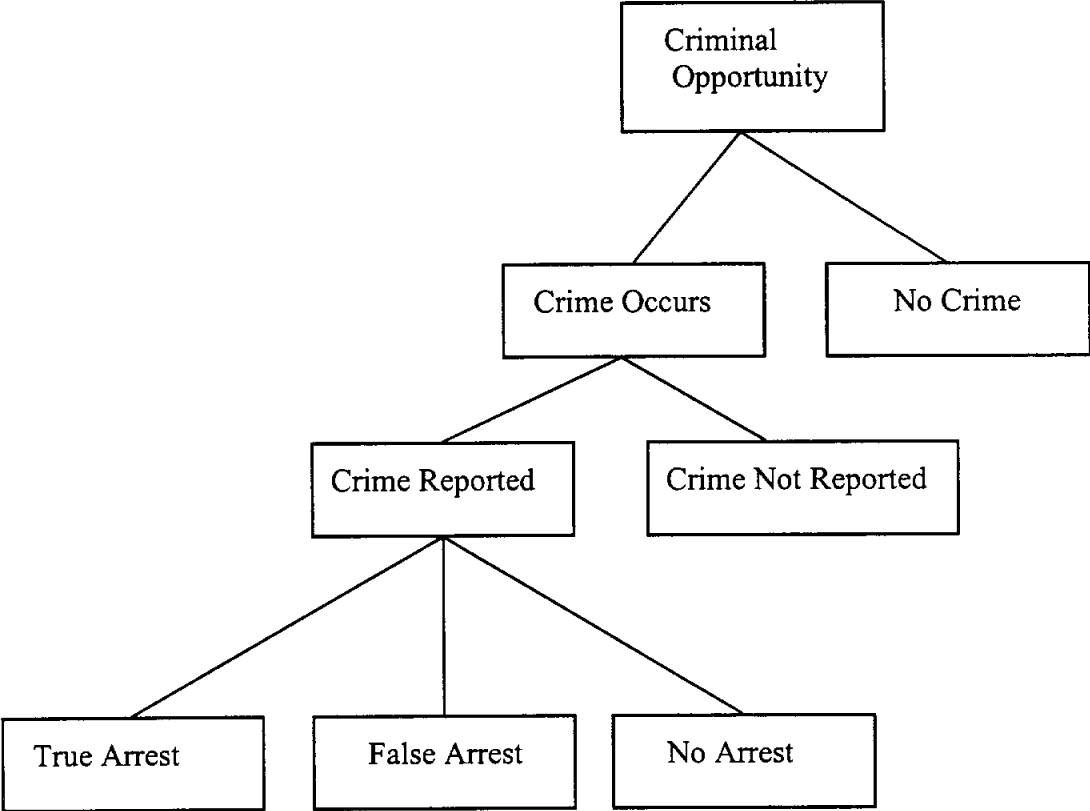 Criminal
Opportunity
Crime Occurs
No Crime
Crime Reported
Crime Not Reported
True Arrest
False Arrest
No Arrest